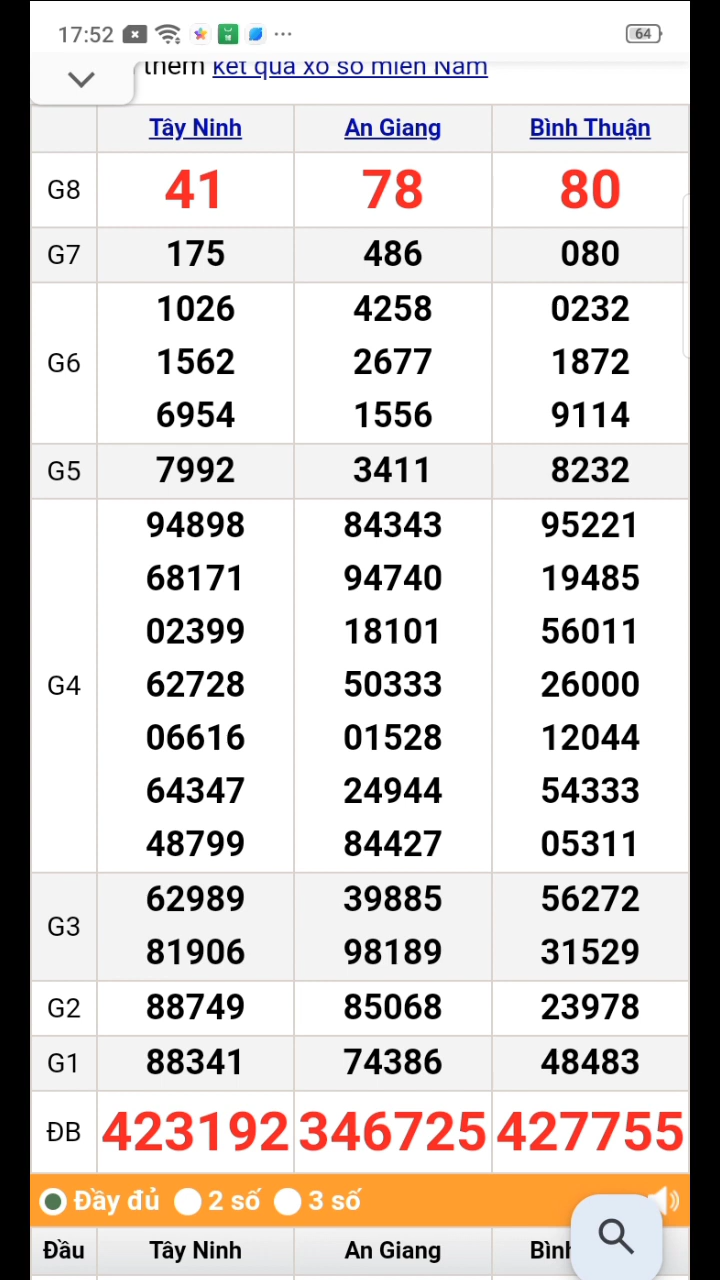 17:52
64
thêm kết quả xổ số miền Nam
Tây Ninh An Giang Bình Thuận
G8 41 78 80
G7 175 486 080
1026 4258 0232
G6 1562 2677 1872
6954 1556 9114
G5 7992 3411 8232
94898 84343 95221
68171 94740 19485
02399 18101 56011
G4 62728 50333 26000
06616 01528 12044
64347 24944 54333
48799 84427 05311
G3 62989 39885 56272
81906 98189 31529
G2 88749 85068 23978
G1 88341 74386 48483
ĐB 423192 346725 427755
Đầy đủ 2 số 3 số
Đầu Tây Ninh An Giang Bình